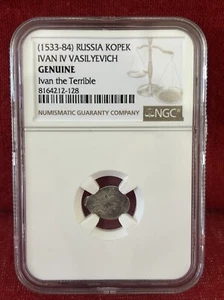 (1533-84) RUSSIA KOPEK
IVAN IV VASILYEVICH
GENUINE
Ivan the Terrible
8164212-128
NUMISMATIC GUARANTY COMPANY
NGC